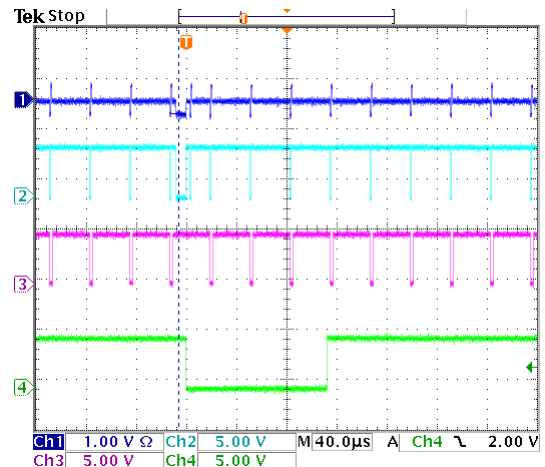 Tek Stop
T
T
1
2
3
4
Ch1 1.00 V Ω Ch2 5.00 V M 40.0µs A Ch4 2.00 V
Ch3 5.00 V Ch4 5.00 V